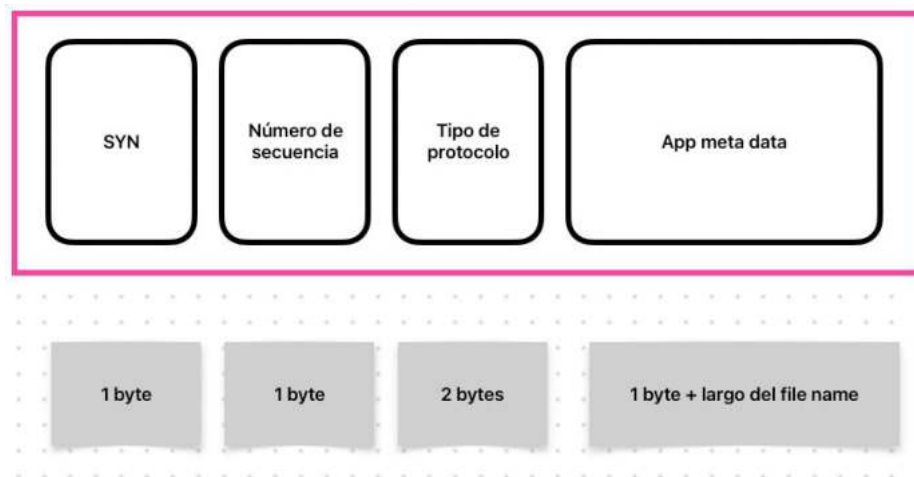 SYN
Número de
secuencia
Tipo de
protocolo
App meta data
1 byte
1 byte
2 bytes
1 byte + largo del file name